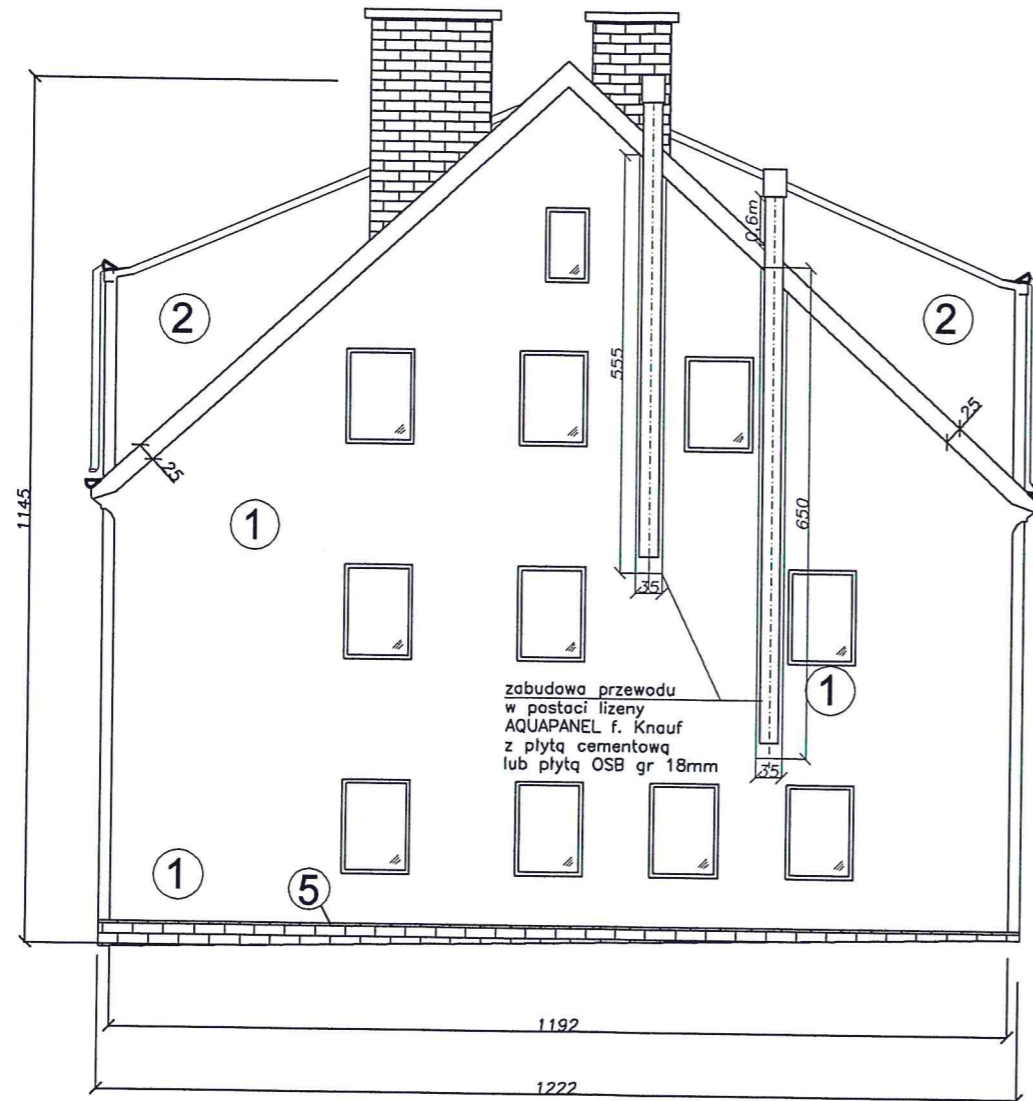 0,6m
2
2
555
25
25
1145
1
650
35
1
zabudowa przewodu
w postaci lizeny
AQUAPANEL f. Knauf
z płytą cementową
lub płytą OSB gr 18mm
35
1
5
1192
1222